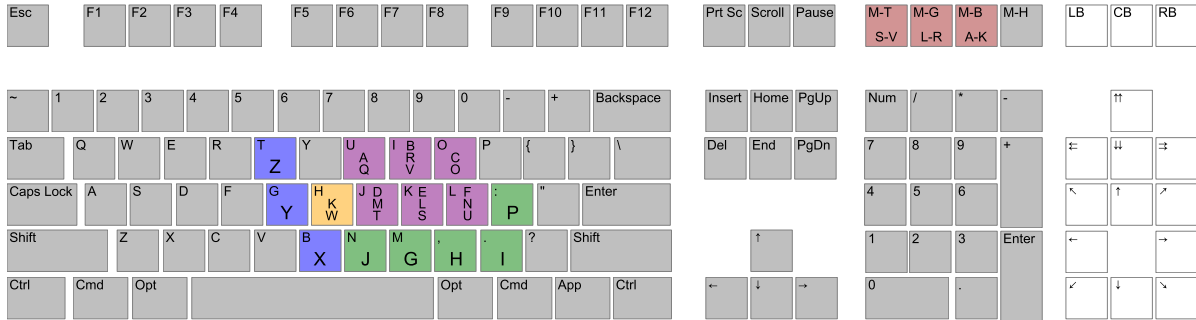 Esc F1 F2 F3 F4 F5 F6 F7 F8 F9 F10 F11 F12 Prt Sc Scroll Pause M-T M-G M-B M-H LB CB RB
S-V L-R A-K
~ 1 2 3 4 5 6 7 8 9 0 - + Backspace Insert Home PgUp Num / * - ⇈
Tab Q W E R T Y U I O P { } \ Del End PgDn 7 8 9 + ⇇ ⇊ ⇉
Z A Q B R V C O
Caps Lock A S D F G H J K L : " Enter 4 5 6 ↖ ↑ ↗
Y K W D M T E L S F N U P
Shift Z X C V B N M , . ? Shift ↑ 1 2 3 Enter ← →
X J G H I
Ctrl Cmd Opt Opt Cmd App Ctrl ← ↓ → 0 . ↙ ↓ ↘